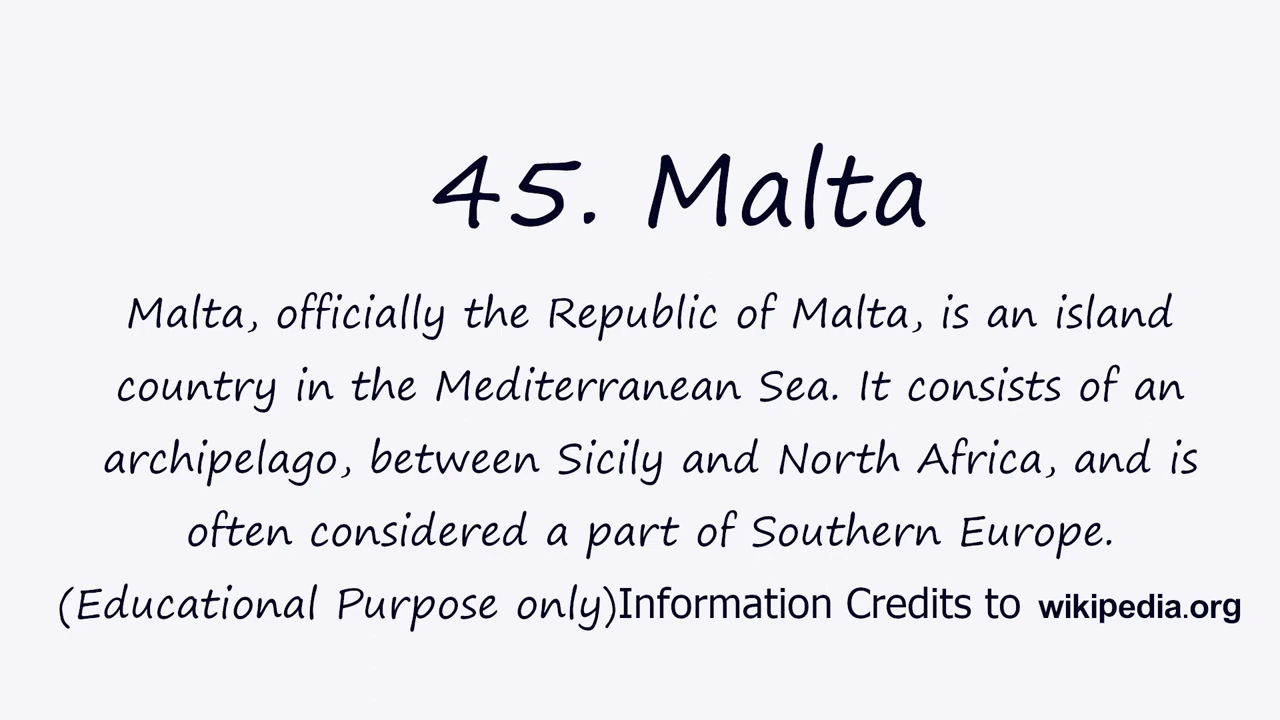 45. Malta
Malta, officially the Republic of Malta, is an island
country in the Mediterranean Sea. It consists of an
archipelago, between Sicily and North Africa, and is
often considered a part of Southern Europe.
(Educational Purpose only)Information Credits to wikipedia.org